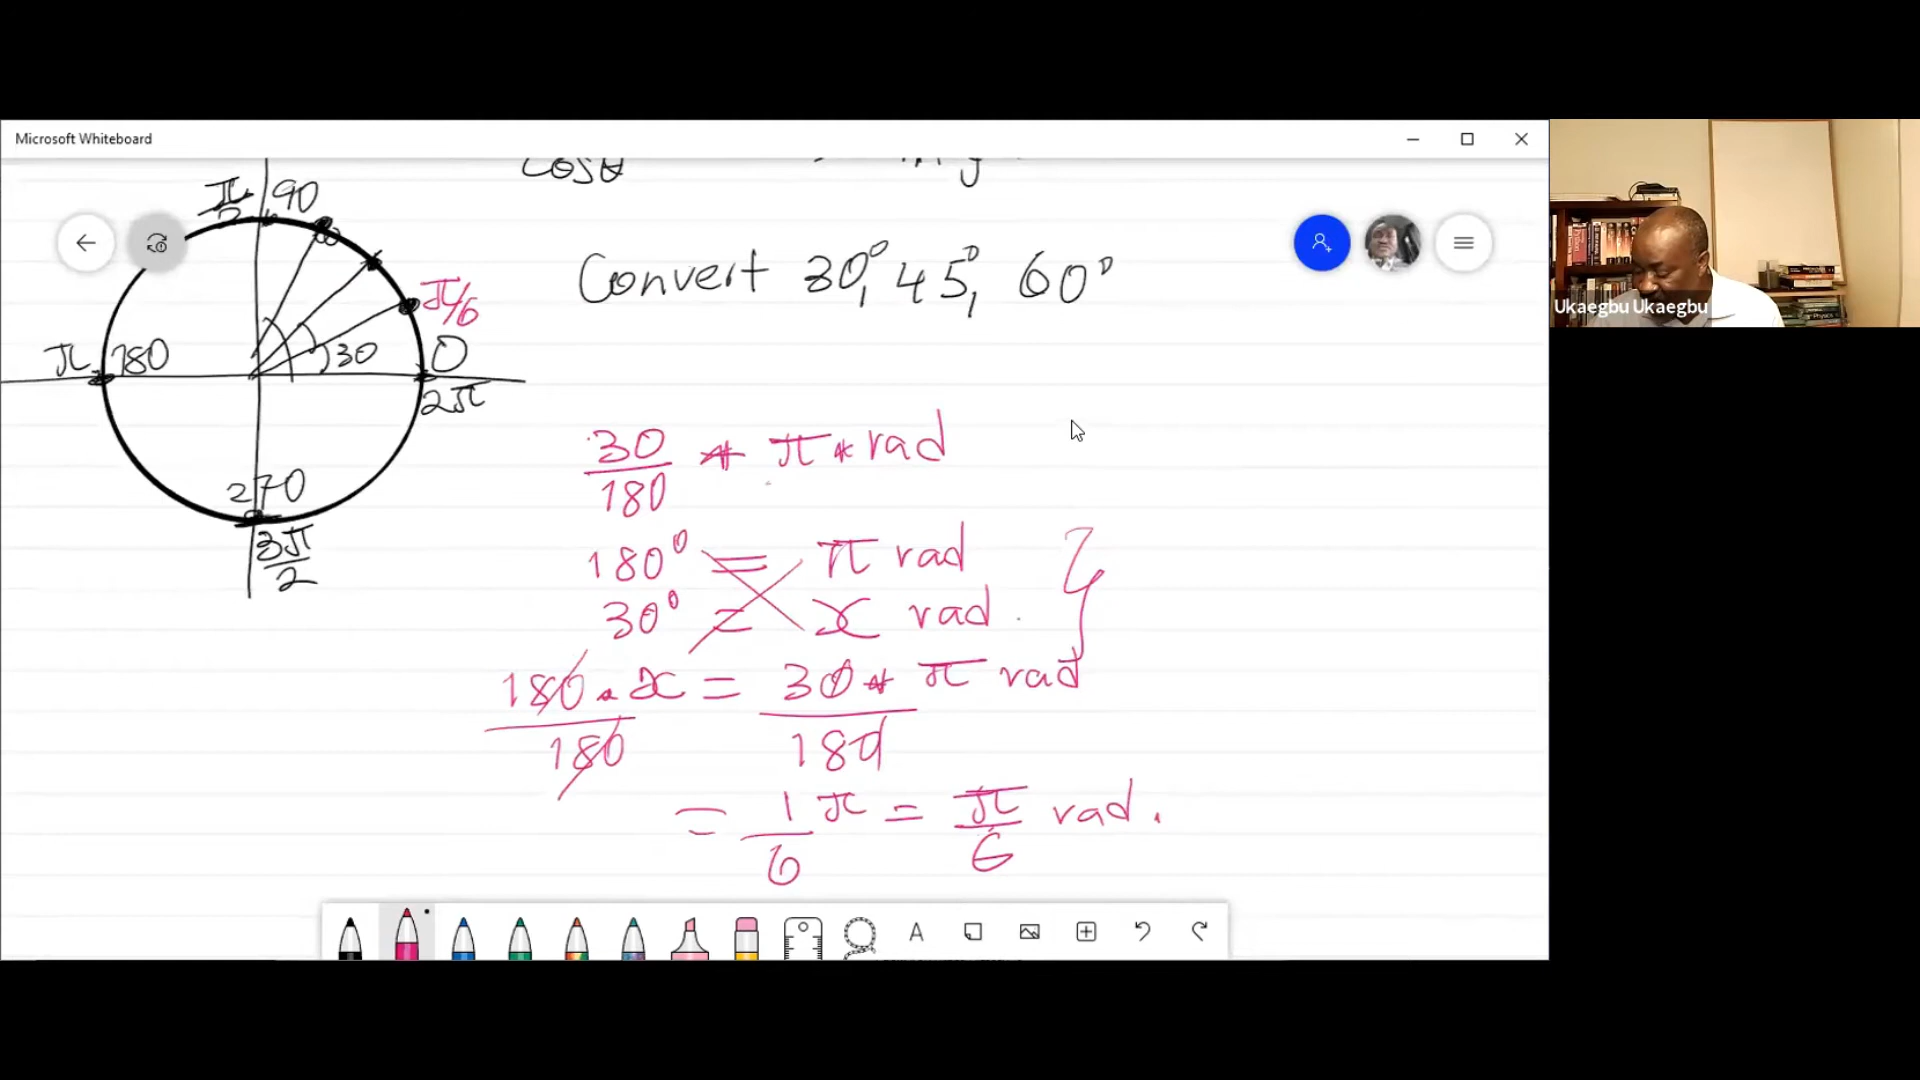 Microsoft Whiteboard
cosθ
π/2 90
π/6
π 180
30
0
2π
270
3π/2
Convert 30°, 45°, 60°
30/180 * π * rad
180° = π rad
30° = x rad.
180 . x / 180 = 30 * π rad / 180
= 1/6 π = π/6 rad.
A
Ukaegbu Ukaegbu